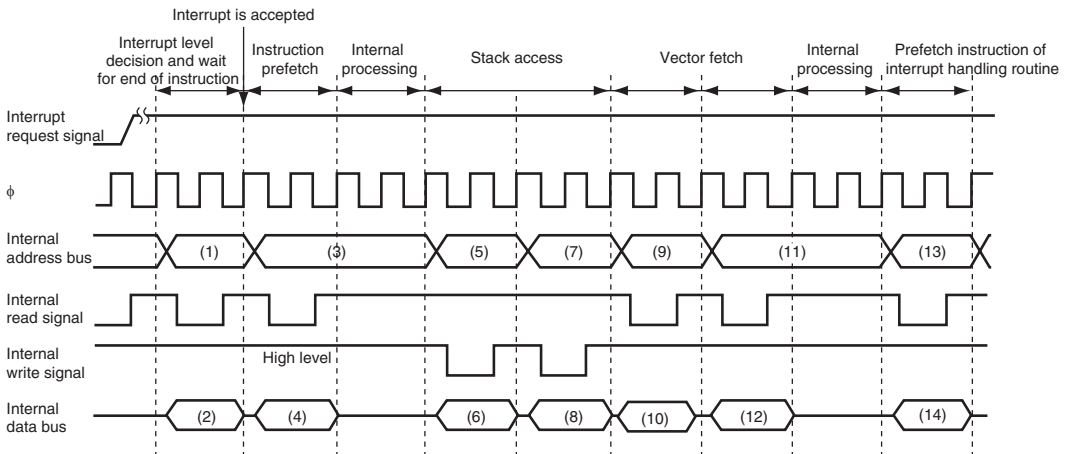 Interrupt is accepted
Interrupt level
decision and wait
for end of instruction
Instruction
prefetch
Internal
processing
Stack access
Vector fetch
Internal
processing
Prefetch instruction of
interrupt handling routine
Interrupt
request signal
ϕ
Internal
address bus
(1)
(3)
(5)
(7)
(9)
(11)
(13)
Internal
read signal
Internal
write signal
High level
Internal
data bus
(2)
(4)
(6)
(8)
(10)
(12)
(14)